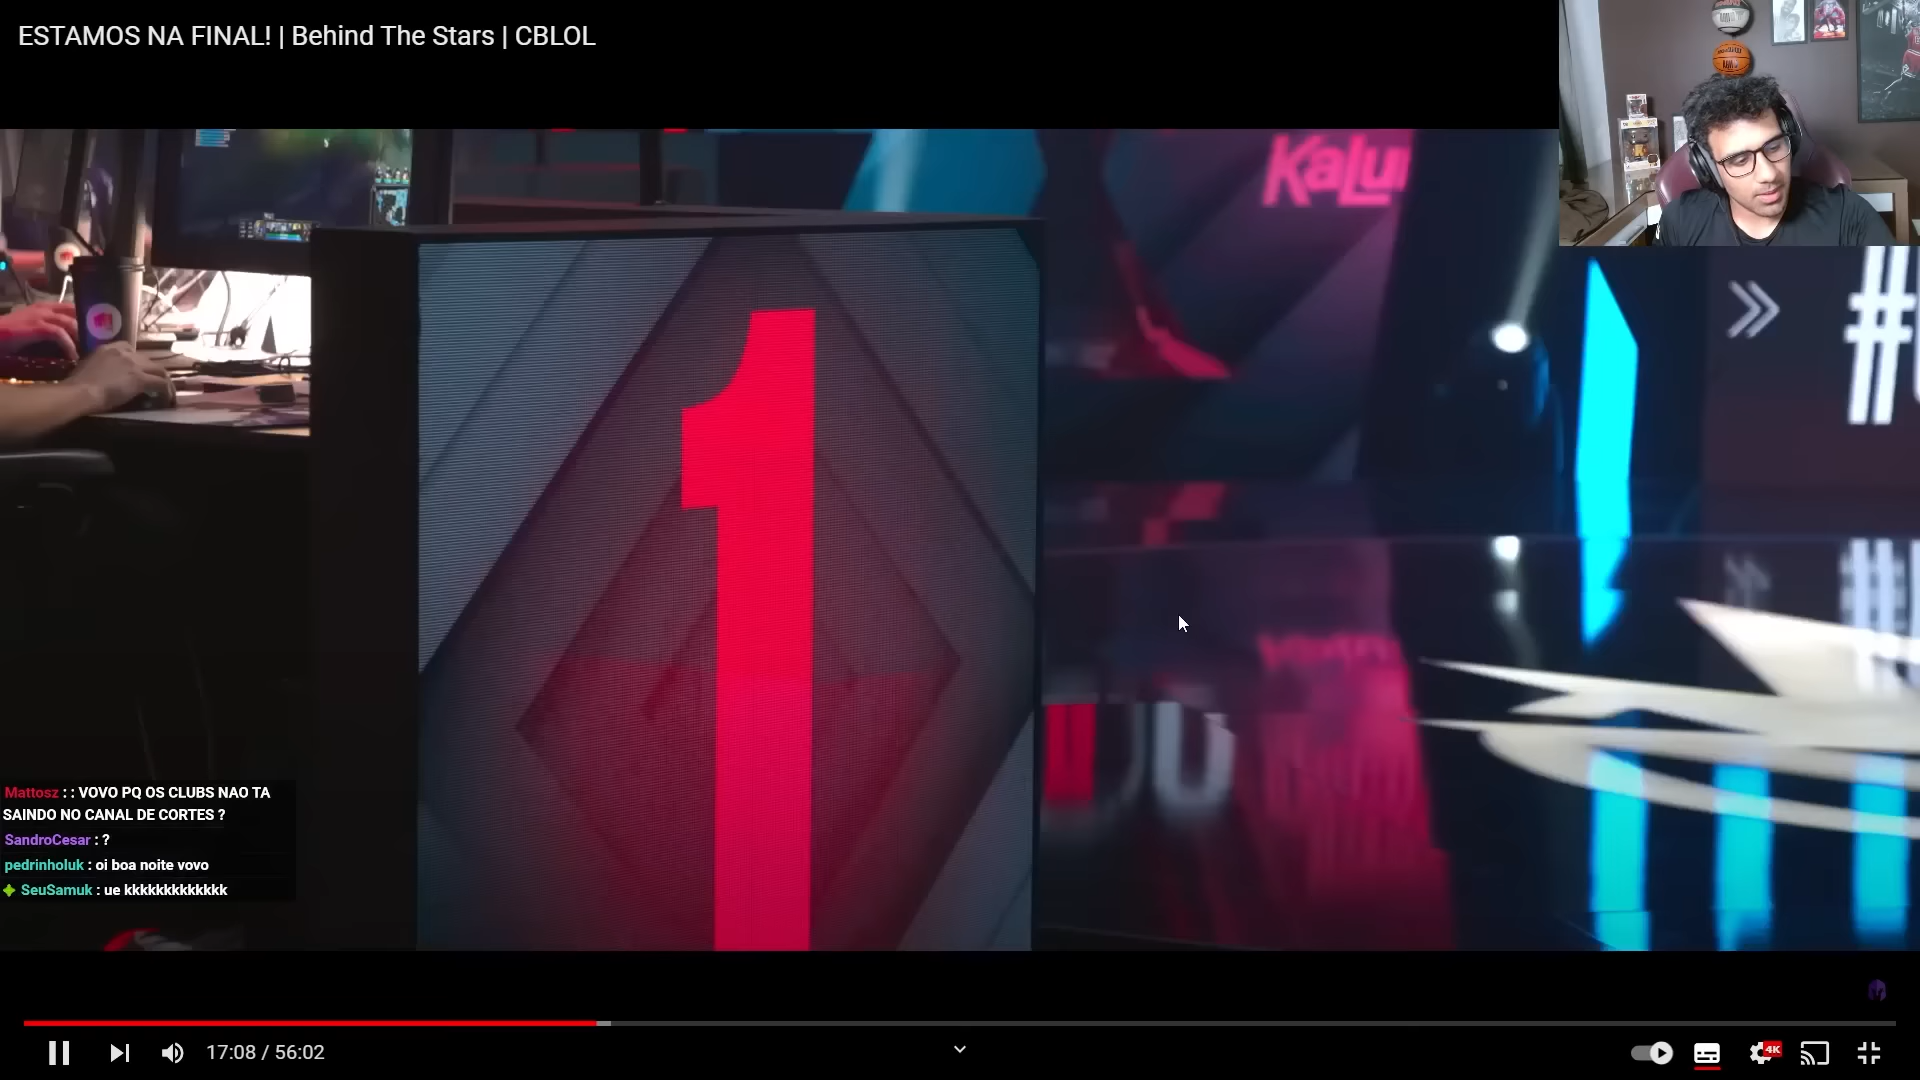 ESTAMOS NA FINAL! | Behind The Stars | CBLOL
KaLu
#
1
Mattosz : : VOVO PQ OS CLUBS NAO TA
SAINDO NO CANAL DE CORTES ?
SandroCesar : ?
pedrinholuk : oi boa noite vovo
SeuSamuk : ue kkkkkkkkkkkkk
17:08 / 56:02
4K